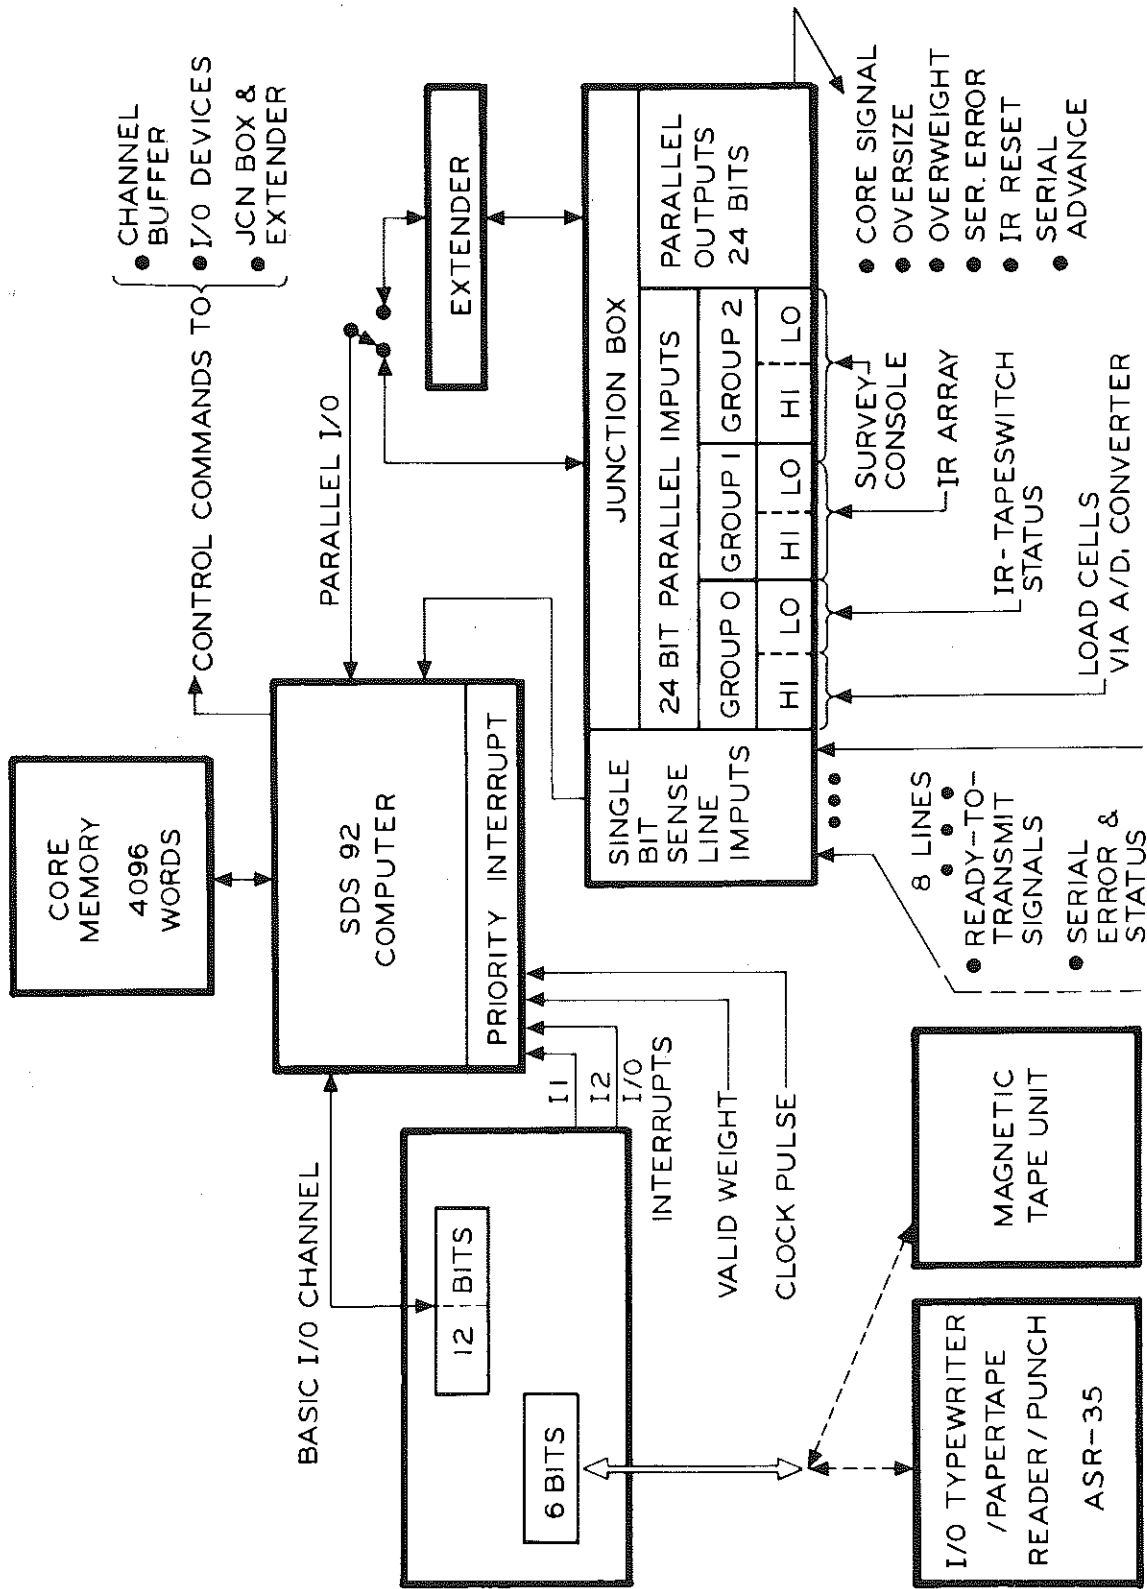 CORE
MEMORY
4096
WORDS
CONTROL COMMANDS TO
CHANNEL
BUFFER
I/O DEVICES
JCN BOX &
EXTENDER
BASIC I/O CHANNEL
SDS 92
COMPUTER
PRIORITY INTERRUPT
PARALLEL I/O
EXTENDER
12 BITS
6 BITS
I1
I2
I/O
INTERRUPTS
VALID WEIGHT
CLOCK PULSE
JUNCTION BOX
SINGLE
BIT
SENSE
LINE
IMPUTS
24 BIT PARALLEL IMPUTS
GROUP 0
GROUP 1
GROUP 2
HI
LO
HI
LO
HI
LO
PARALLEL
OUTPUTS
24 BITS
CORE SIGNAL
OVERSIZE
OVERWEIGHT
SER. ERROR
IR RESET
SERIAL
ADVANCE
SURVEY
CONSOLE
IR ARRAY
IR-TAPESWITCH
STATUS
LOAD CELLS
VIA A/D. CONVERTER
8 LINES
READY-TO-
TRANSMIT
SIGNALS
SERIAL
ERROR &
STATUS
I/O TYPEWRITER
/PAPERTAPE
READER/PUNCH
ASR-35
MAGNETIC
TAPE UNIT